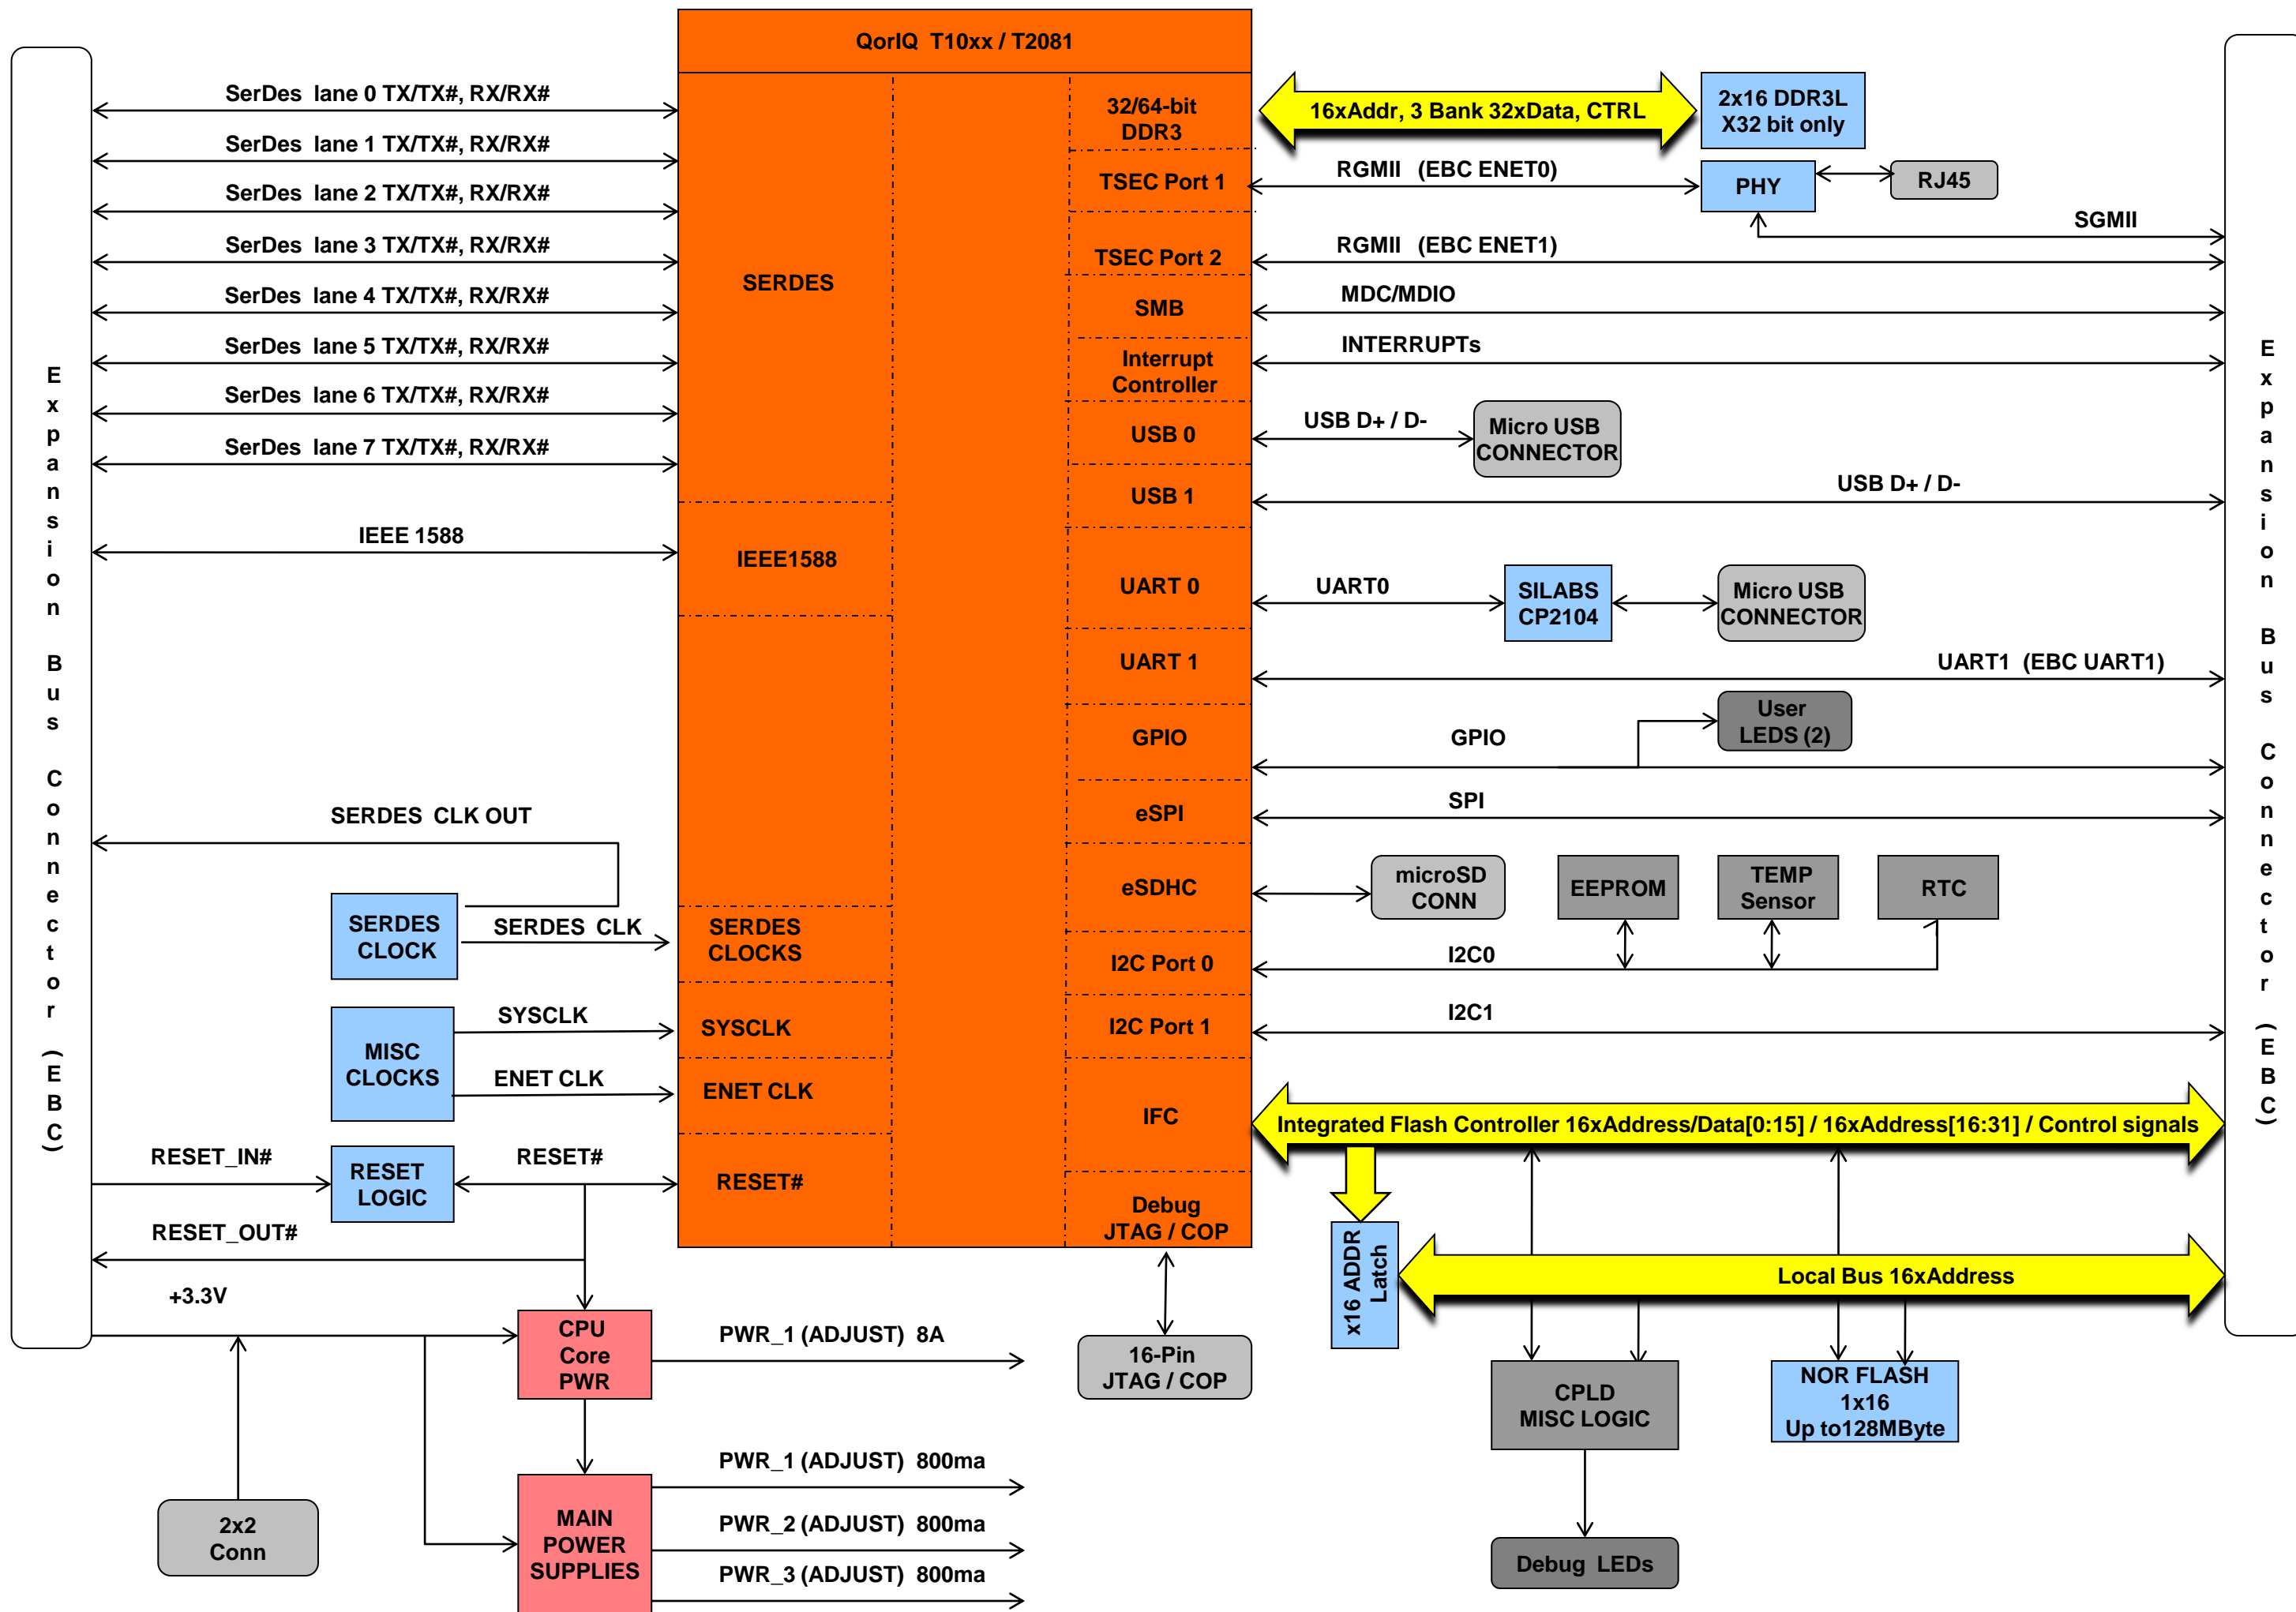 QorIQ T10xx / T2081
SerDes lane 0 TX/TX#, RX/RX#
SerDes lane 1 TX/TX#, RX/RX#
SerDes lane 2 TX/TX#, RX/RX#
SerDes lane 3 TX/TX#, RX/RX#
SerDes lane 4 TX/TX#, RX/RX#
SerDes lane 5 TX/TX#, RX/RX#
SerDes lane 6 TX/TX#, RX/RX#
SerDes lane 7 TX/TX#, RX/RX#
IEEE 1588
SERDES CLK OUT
SERDES
CLOCK
SERDES CLK
MISC
CLOCKS
SYSCLK
ENET CLK
RESET_IN#
RESET
LOGIC
RESET#
RESET_OUT#
+3.3V
Expansion Bus Connector (EBC)
SERDES
IEEE1588
SERDES
CLOCKS
SYSCLK
ENET CLK
RESET#
32/64-bit
DDR3
TSEC Port 1
TSEC Port 2
SMB
Interrupt
Controller
USB 0
USB 1
UART 0
UART 1
GPIO
eSPI
eSDHC
I2C Port 0
I2C Port 1
IFC
Debug
JTAG / COP
16xAddr, 3 Bank 32xData, CTRL
2x16 DDR3L
X32 bit only
RGMII (EBC ENET0)
PHY
RJ45
SGMII
RGMII (EBC ENET1)
MDC/MDIO
INTERRUPTs
USB D+ / D-
Micro USB
CONNECTOR
USB D+ / D-
UART0
SILABS
CP2104
Micro USB
CONNECTOR
UART1 (EBC UART1)
User
LEDS (2)
GPIO
SPI
microSD
CONN
EEPROM
TEMP
Sensor
RTC
I2C0
I2C1
Integrated Flash Controller 16xAddress/Data[0:15] / 16xAddress[16:31] / Control signals
x16 ADDR
Latch
Local Bus 16xAddress
Expansion Bus Connector (EBC)
CPU
Core
PWR
PWR_1 (ADJUST) 8A
16-Pin
JTAG / COP
CPLD
MISC LOGIC
NOR FLASH
1x16
Up to128MByte
2x2
Conn
MAIN
POWER
SUPPLIES
PWR_1 (ADJUST) 800ma
PWR_2 (ADJUST) 800ma
PWR_3 (ADJUST) 800ma
Debug LEDs